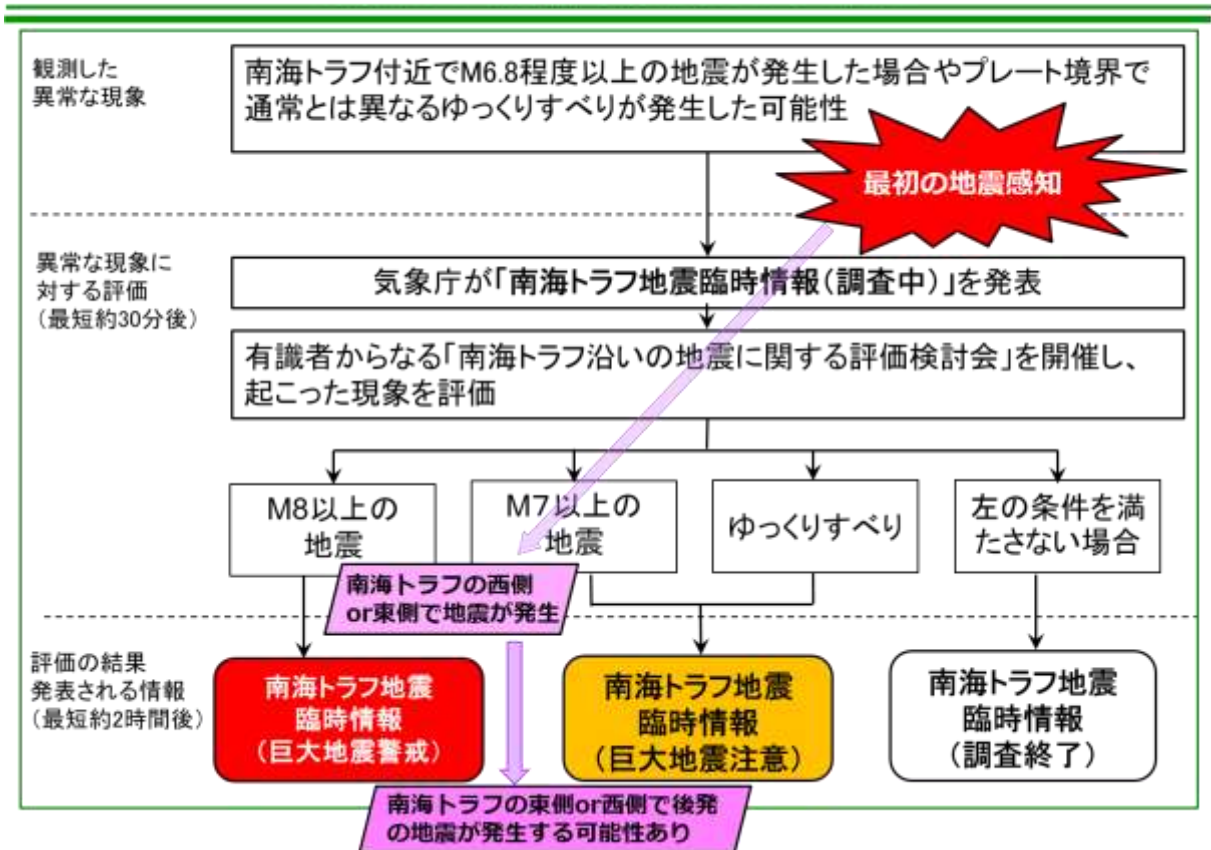 観測した
異常な現象
南海トラフ付近でM6.8程度以上の地震が発生した場合やプレート境界で
通常とは異なるゆっくりすべりが発生した可能性
最初の地震感知
異常な現象に
対する評価
(最短約30分後)
気象庁が「南海トラフ地震臨時情報(調査中)」を発表
有識者からなる「南海トラフ沿いの地震に関する評価検討会」を開催し、
起こった現象を評価
M8以上の
地震
M7以上の
地震
ゆっくりすべり
左の条件を満
たさない場合
南海トラフの西側
or東側で地震が発生
評価の結果
発表される情報
(最短約2時間後)
南海トラフ地震
臨時情報
(巨大地震警戒)
南海トラフ地震
臨時情報
(巨大地震注意)
南海トラフ地震
臨時情報
(調査終了)
南海トラフの東側or西側で後発
の地震が発生する可能性あり